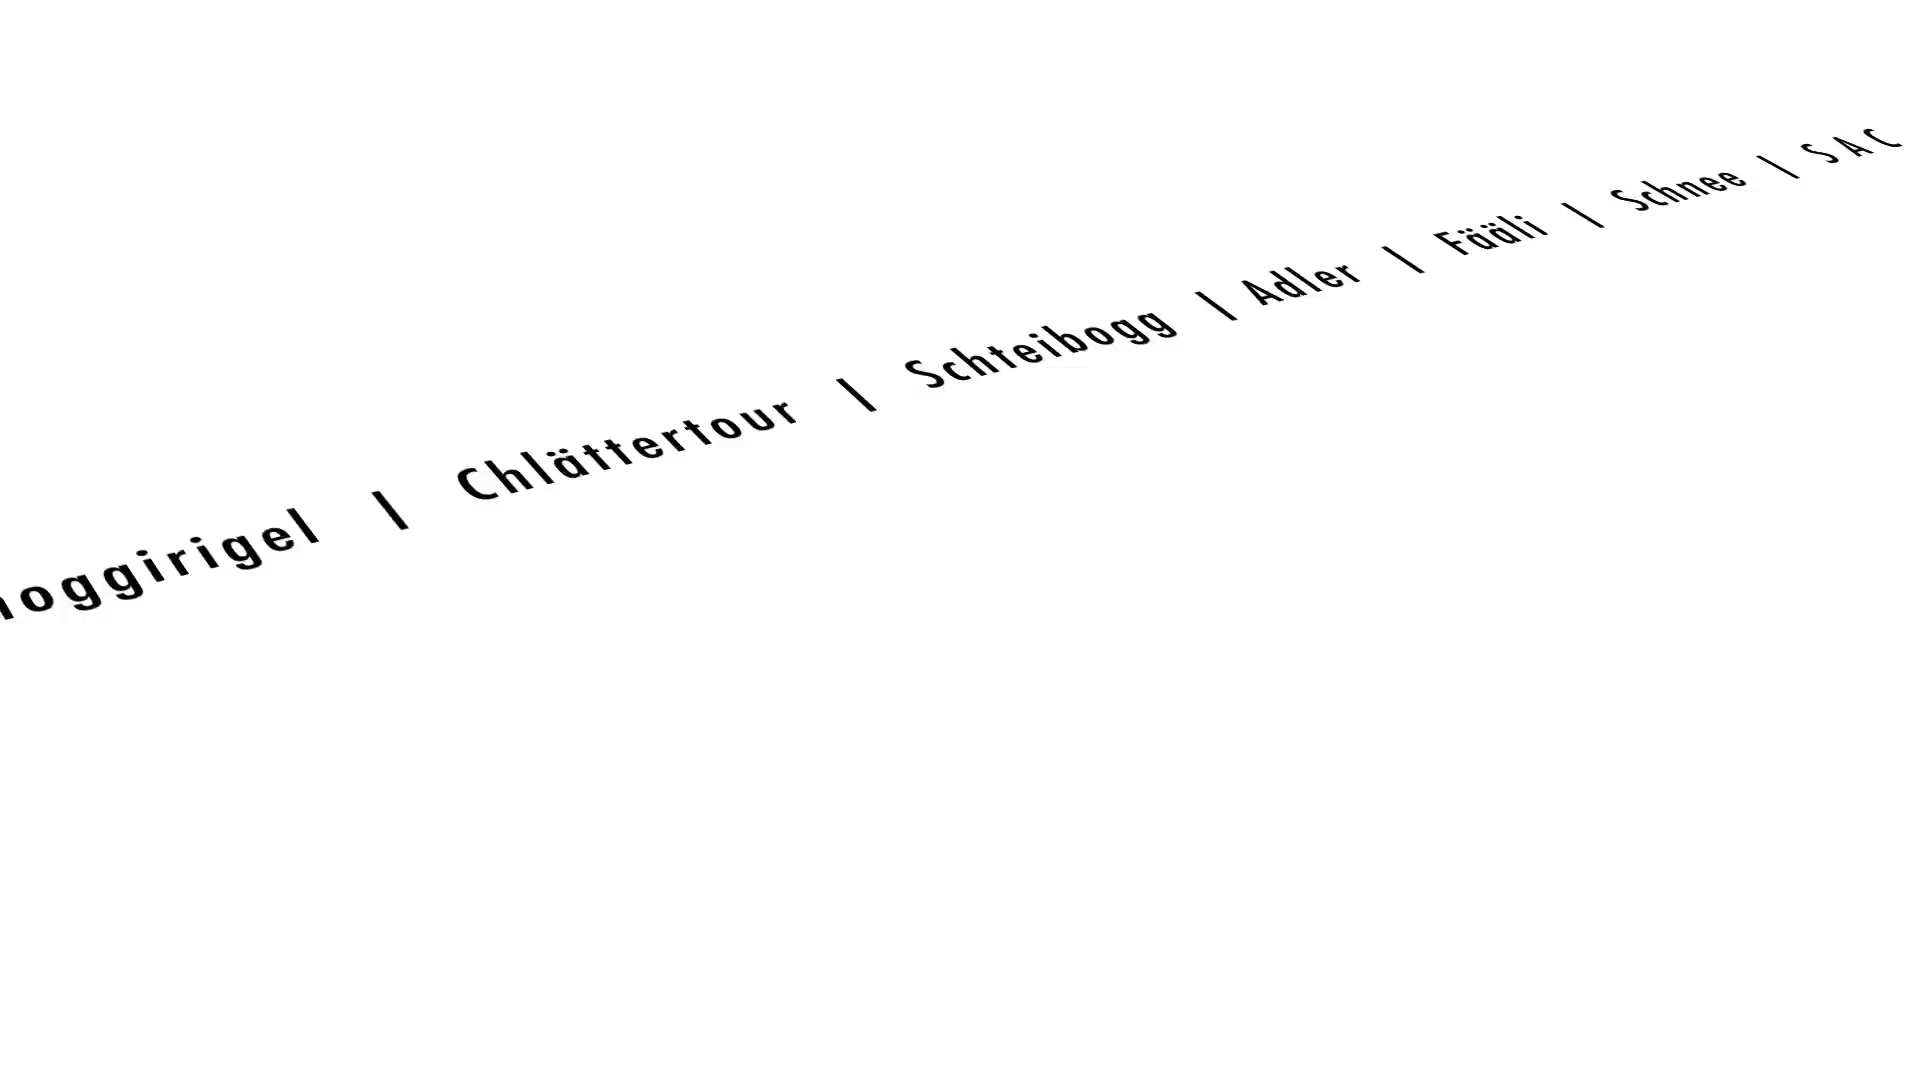 oggirigel | Chlättertour | Schteibogg | Adler | Fääli | Schnee | SAC